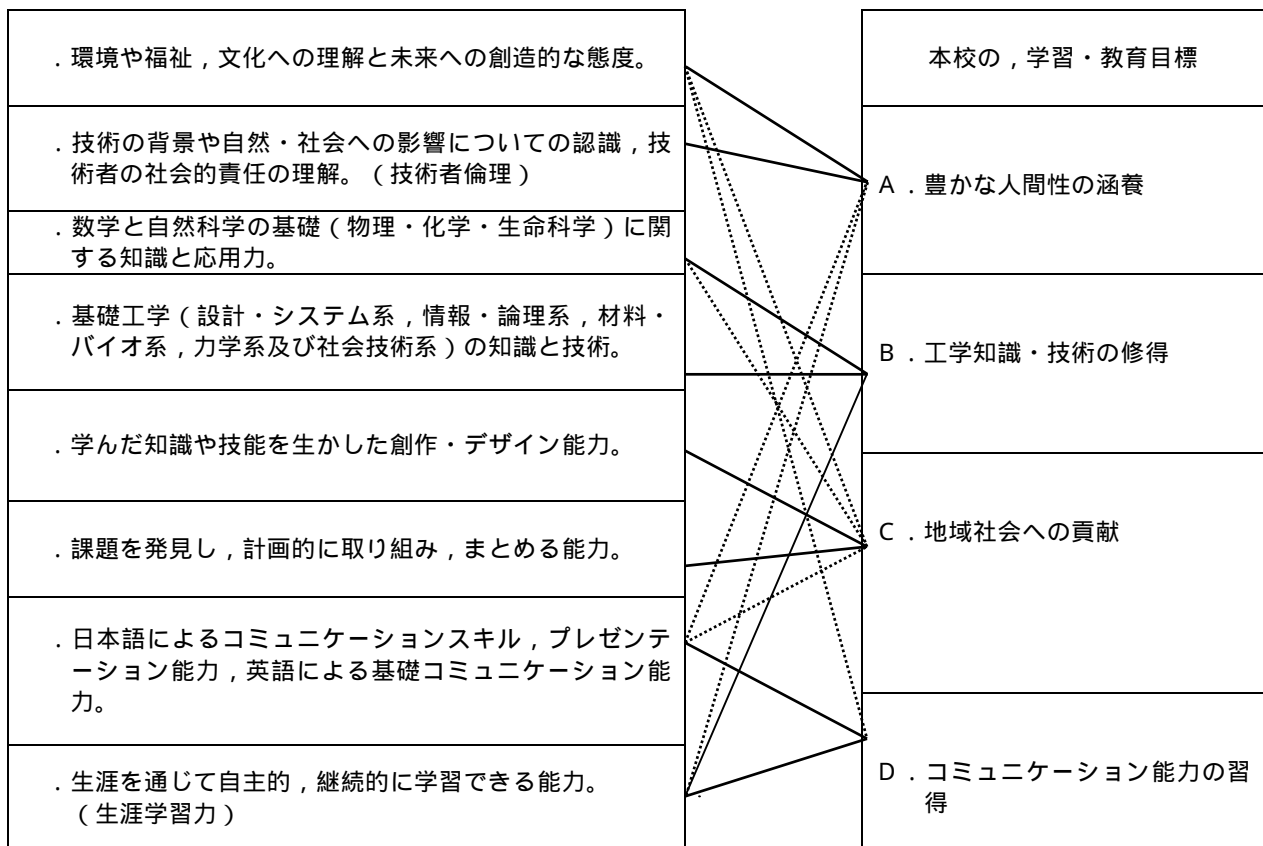 ．環境や福祉，文化への理解と未来への創造的な態度。
．技術の背景や自然・社会への影響についての認識，技
術者の社会的責任の理解。（技術者倫理）
．数学と自然科学の基礎（物理・化学・生命科学）に関
する知識と応用力。
．基礎工学（設計・システム系，情報・論理系，材料・
バイオ系，力学系及び社会技術系）の知識と技術。
．学んだ知識や技能を生かした創作・デザイン能力。
．課題を発見し，計画的に取り組み，まとめる能力。
．日本語によるコミュニケーションスキル，プレゼンテ
ーション能力，英語による基礎コミュニケーション能
力。
．生涯を通じて自主的，継続的に学習できる能力。
（生涯学習力）
本校の，学習・教育目標
A．豊かな人間性の涵養
B．工学知識・技術の修得
C．地域社会への貢献
D．コミュニケーション能力の習
得